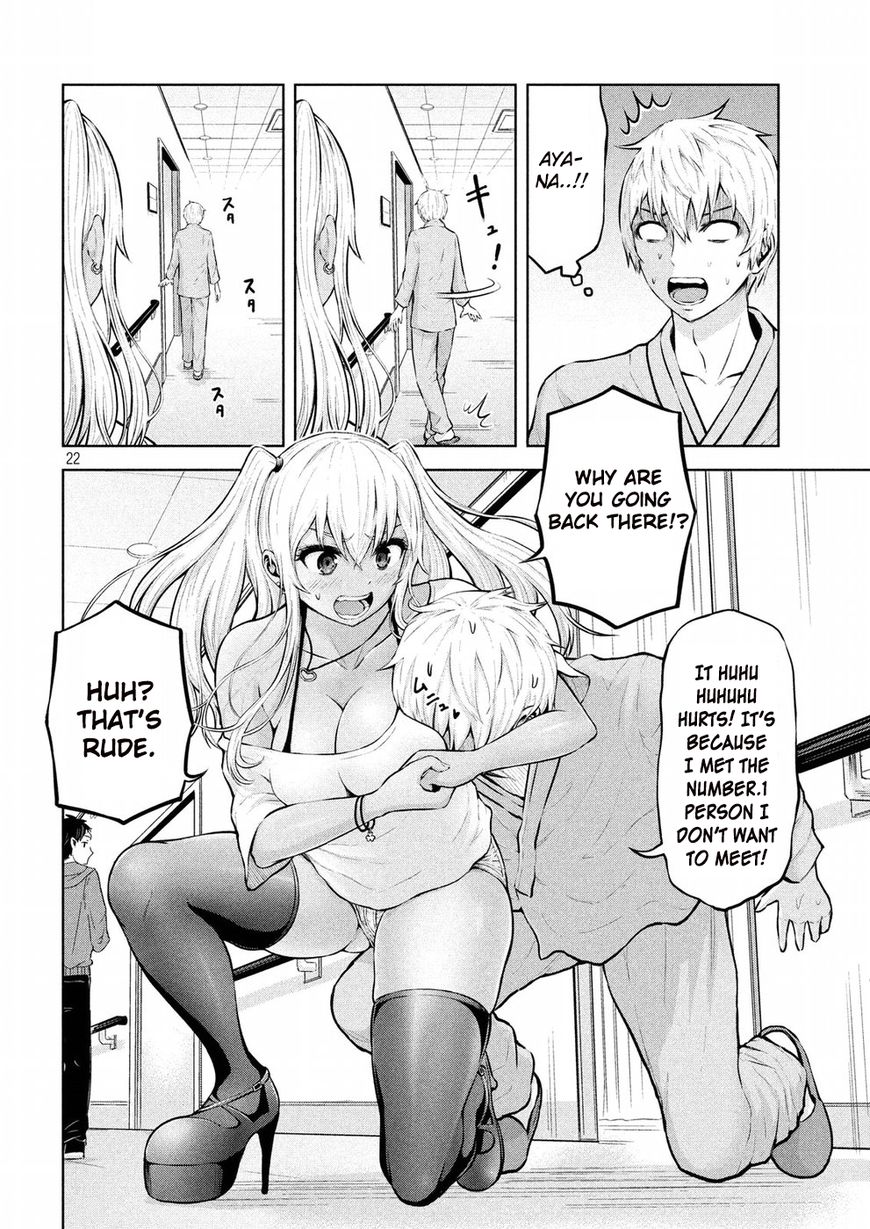 AYA-
NA..!!
キュ!
スタ
スタ
スタ
22
WHY ARE
YOU GOING
BACK THERE!?
IT HUHU
HUHUHU
HURTS! IT'S
BECAUSE
I MET THE
NUMBER.1
PERSON I
DON'T WANT
TO MEET!
HUH?
THAT'S
RUDE.